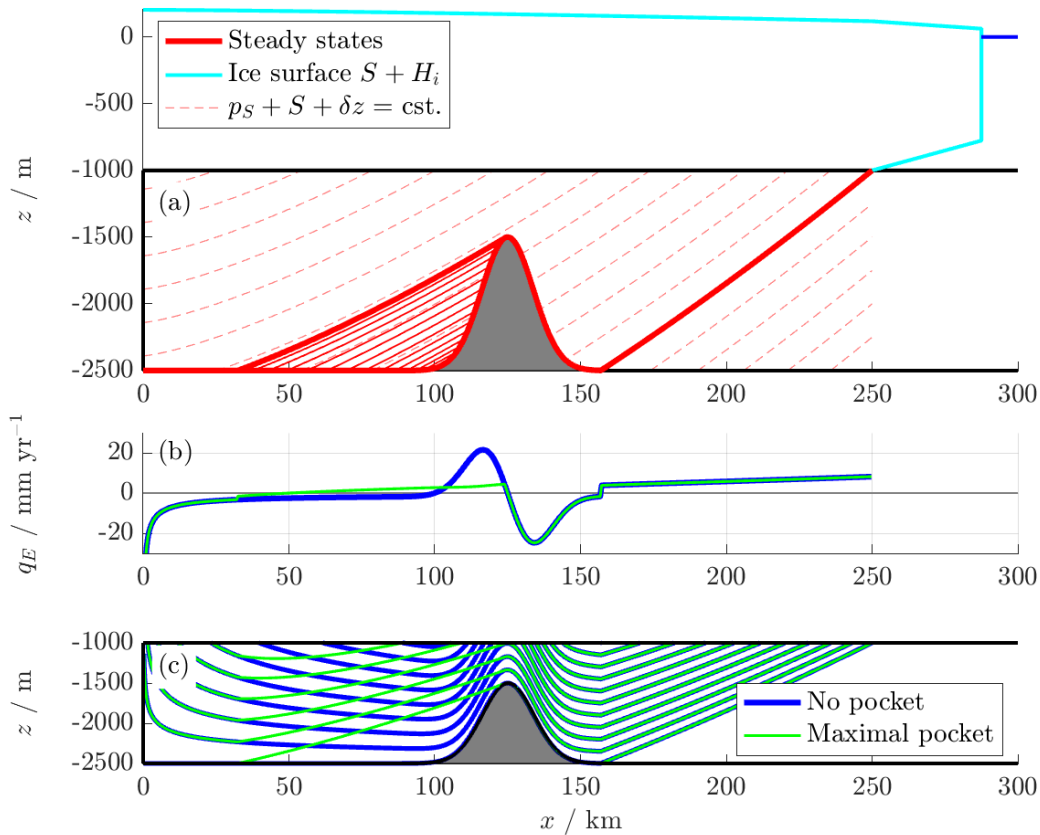 0
-500
-1000
-1500
-2000
-2500
z / m
Steady states
Ice surface S + H_i
p_S + S + δz = cst.
(a)
0 50 100 150 200 250 300
20
0
-20
q_E / mm yr⁻¹
(b)
0 50 100 150 200 250 300
-1000
-1500
-2000
-2500
z / m
(c)
No pocket
Maximal pocket
0 50 100 150 200 250 300
x / km